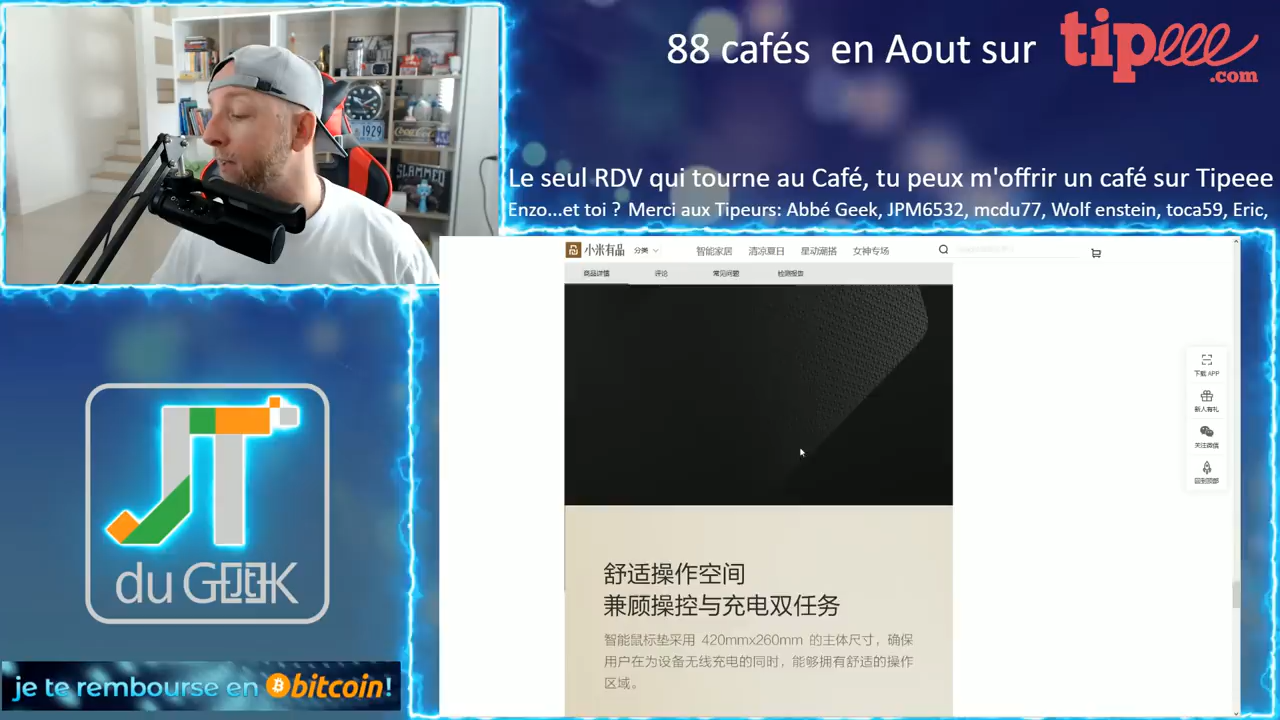 88 cafés en Aout sur tipeee.com
Le seul RDV qui tourne au Café, tu peux m'offrir un café sur Tipeee
Enzo...et toi ? Merci aux Tipeurs: Abbé Geek, JPM6532, mcdu77, Wolf enstein, toca59, Eric,
1929
SLAMMED
小米有品 分类 智能家居 清凉夏日 星动潮搭 女神专场
商品详情 评论 常见问题 检测报告
下载 APP
新人有礼
关注微信
回到顶部
舒适操作空间
兼顾操控与充电双任务
智能鼠标垫采用 420mmx260mm 的主体尺寸，确保
用户在为设备无线充电的同时，能够拥有舒适的操作
区域。
JT
du GEEK
je te rembourse en bitcoin!